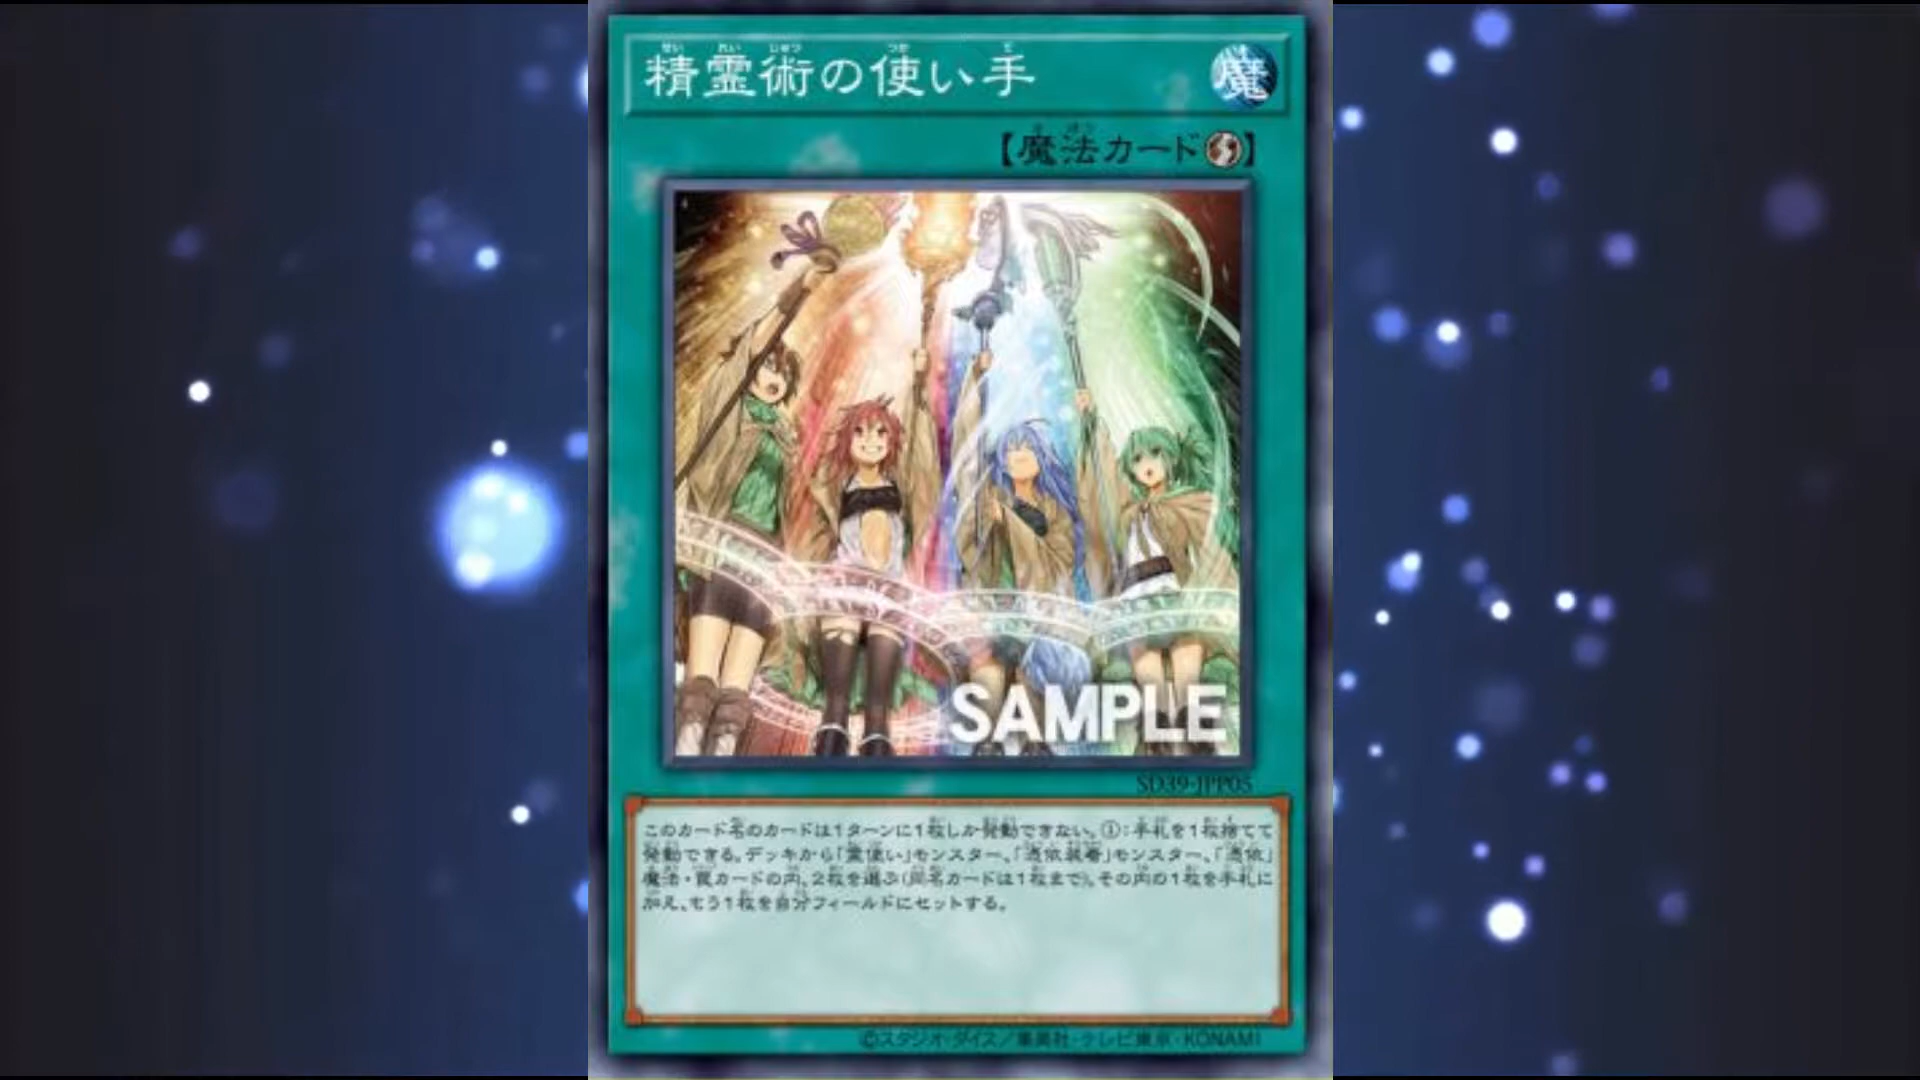 精霊術の使い手
魔
【魔法カード】
SAMPLE
SD39-JPP05
このカード名のカードは1ターンに1枚しか発動できない。①:手札を1枚捨てて
発動できる。デッキから「霊使い」モンスター、「憑依装着」モンスター、「憑依」
魔法・罠カードの内、2枚を選ぶ(同名カードは1枚まで)。その内の1枚を手札に
加え、もう1枚を自分フィールドにセットする。
©スタジオ・ダイス/集英社・テレビ東京・KONAMI